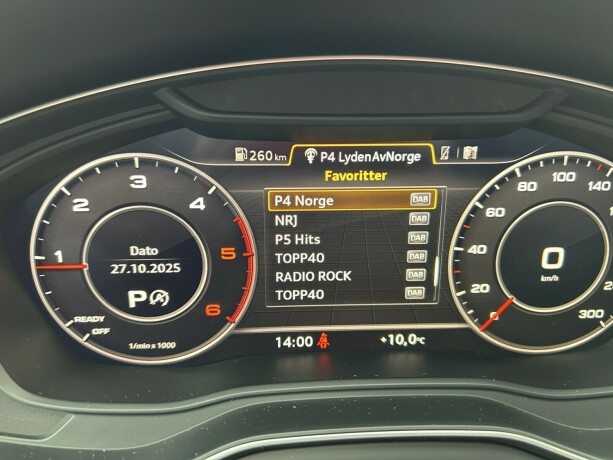 260 km
P4 LydenAvNorge
Favoritter
P4 Norge DAB
NRJ DAB
P5 Hits DAB
TOPP40 DAB
RADIO ROCK DAB
TOPP40 DAB
1 2 3 4 5 6
Dato
27.10.2025
P A
READY
OFF
1/min x 1000
0 20 40 60 80 100 140 300
0
km/h
14:00
+10,0°C